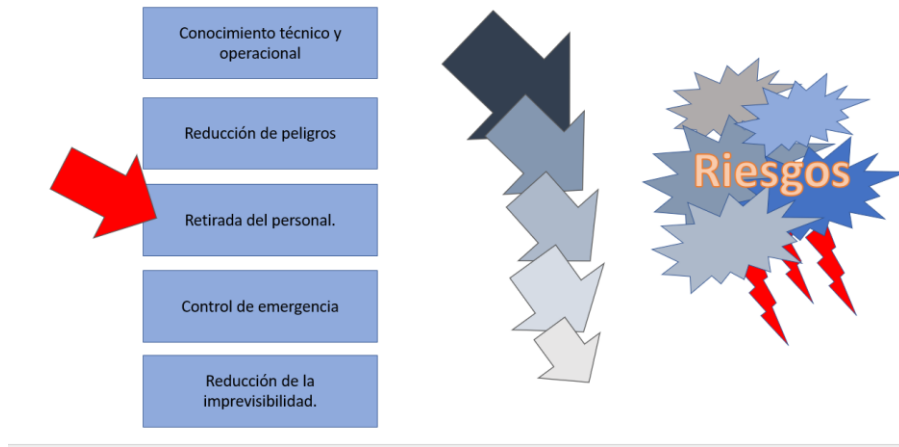 Conocimiento técnico y
operacional
Reducción de peligros
Retirada del personal.
Control de emergencia
Reducción de la
imprevisibilidad.
Riesgos